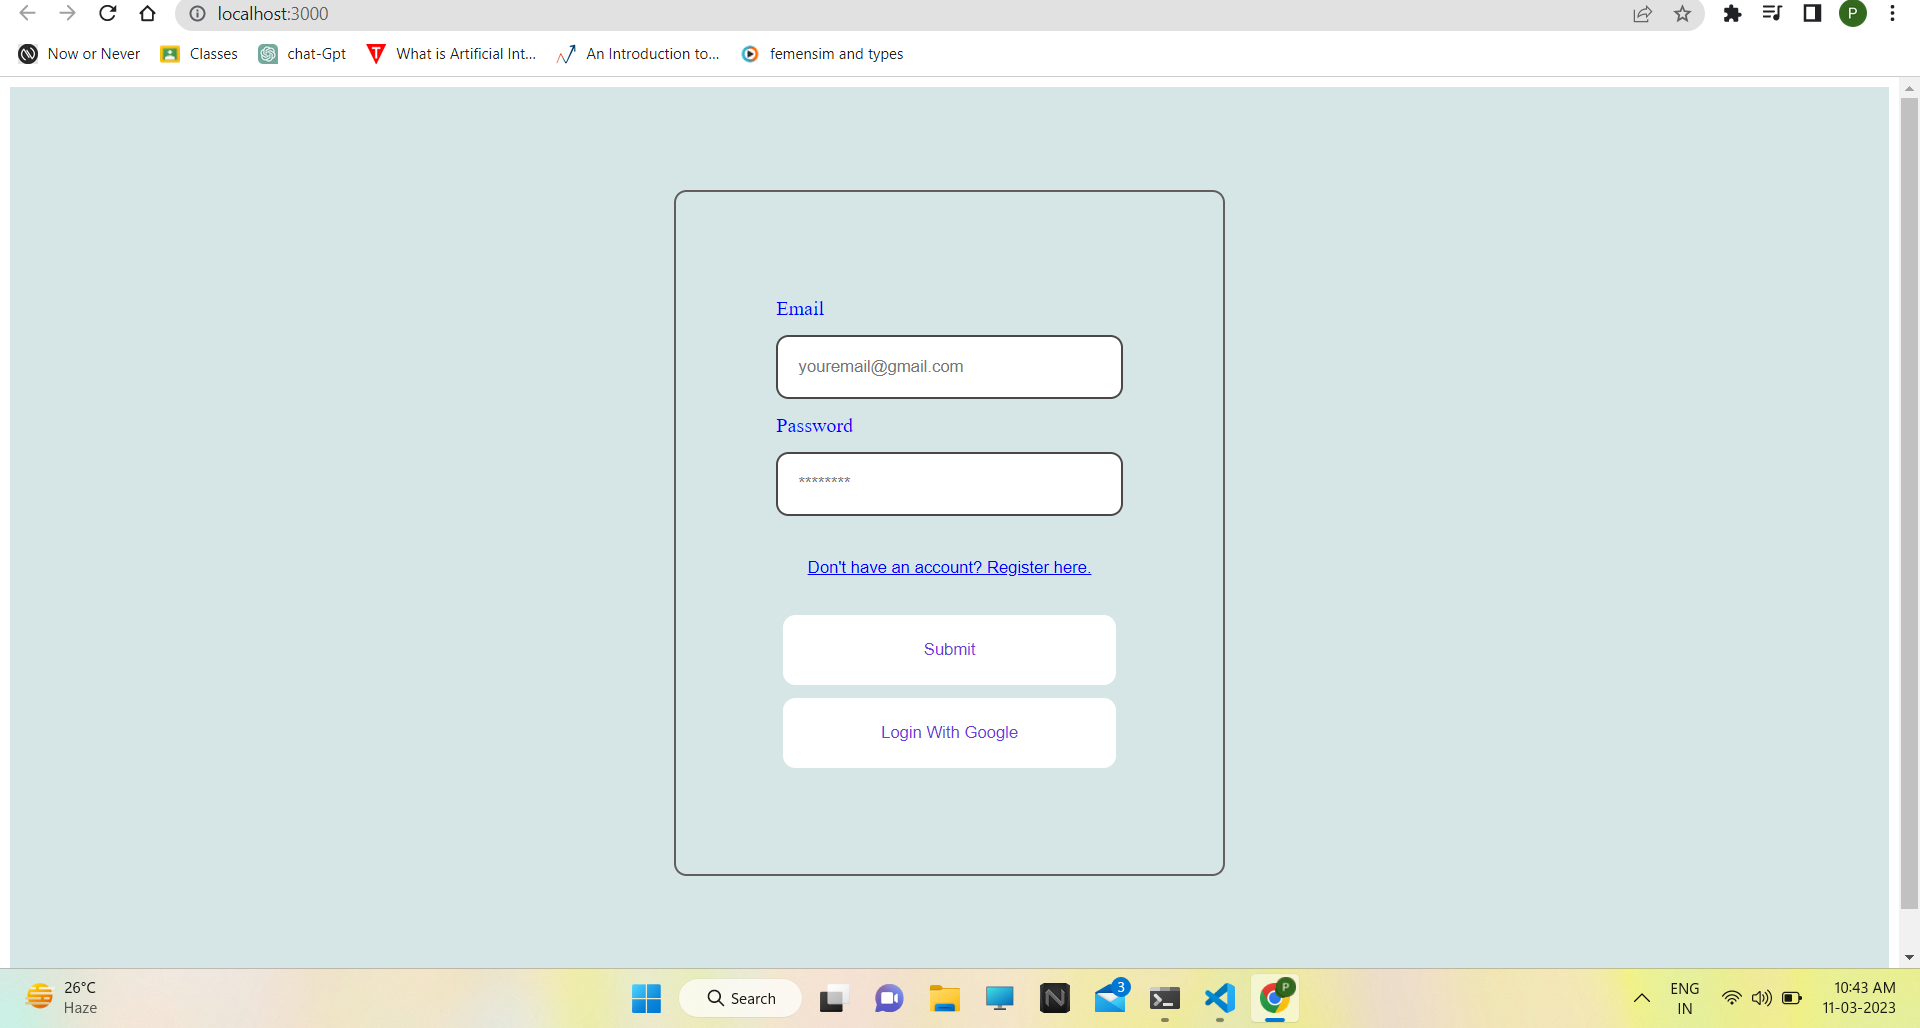 localhost:3000
P
Now or Never
Classes
chat-Gpt
What is Artificial Int...
An Introduction to...
femensim and types
Email
youremail@gmail.com
Password
********
Don't have an account? Register here.
Submit
Login With Google
26°C
Haze
Search
3
P
ENG
IN
10:43 AM
11-03-2023